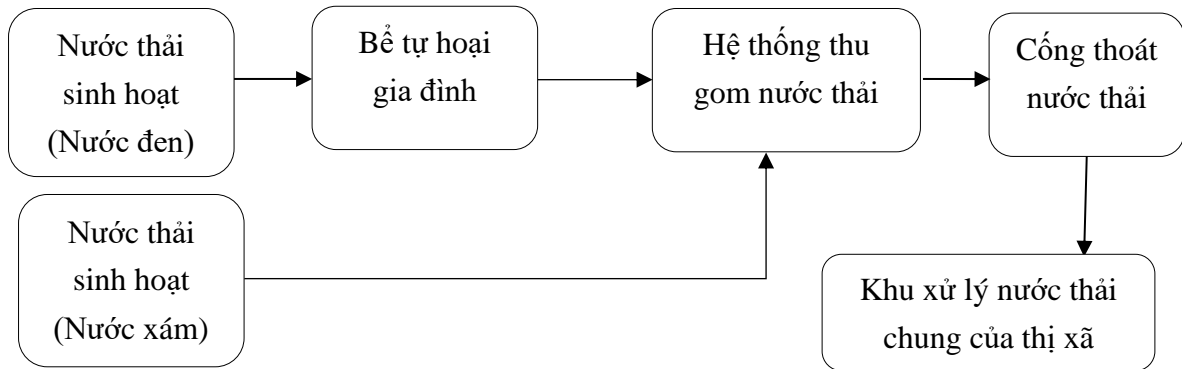 Nước thải
sinh hoạt
(Nước đen)
Bể tự hoại
gia đình
Hệ thống thu
gom nước thải
Cống thoát
nước thải
Nước thải
sinh hoạt
(Nước xám)
Khu xử lý nước thải
chung của thị xã